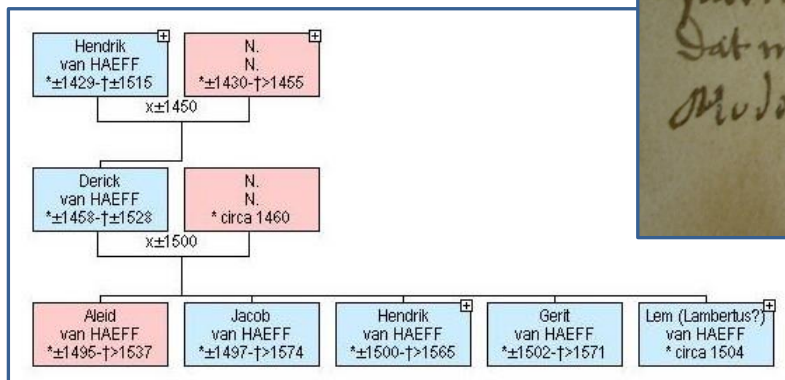 Hendrik
van HAEFF
*±1429-†±1515
N.
N.
*±1430-†>1455
x±1450
Derick
van HAEFF
*±1458-†±1528
N.
N.
* circa 1460
x±1500
Aleid
van HAEFF
*±1495-†>1537
Jacob
van HAEFF
*±1497-†>1574
Hendrik
van HAEFF
*±1500-†>1565
Gerit
van HAEFF
*±1502-†>1571
Lem (Lambertus?)
van HAEFF
* circa 1504
Dat